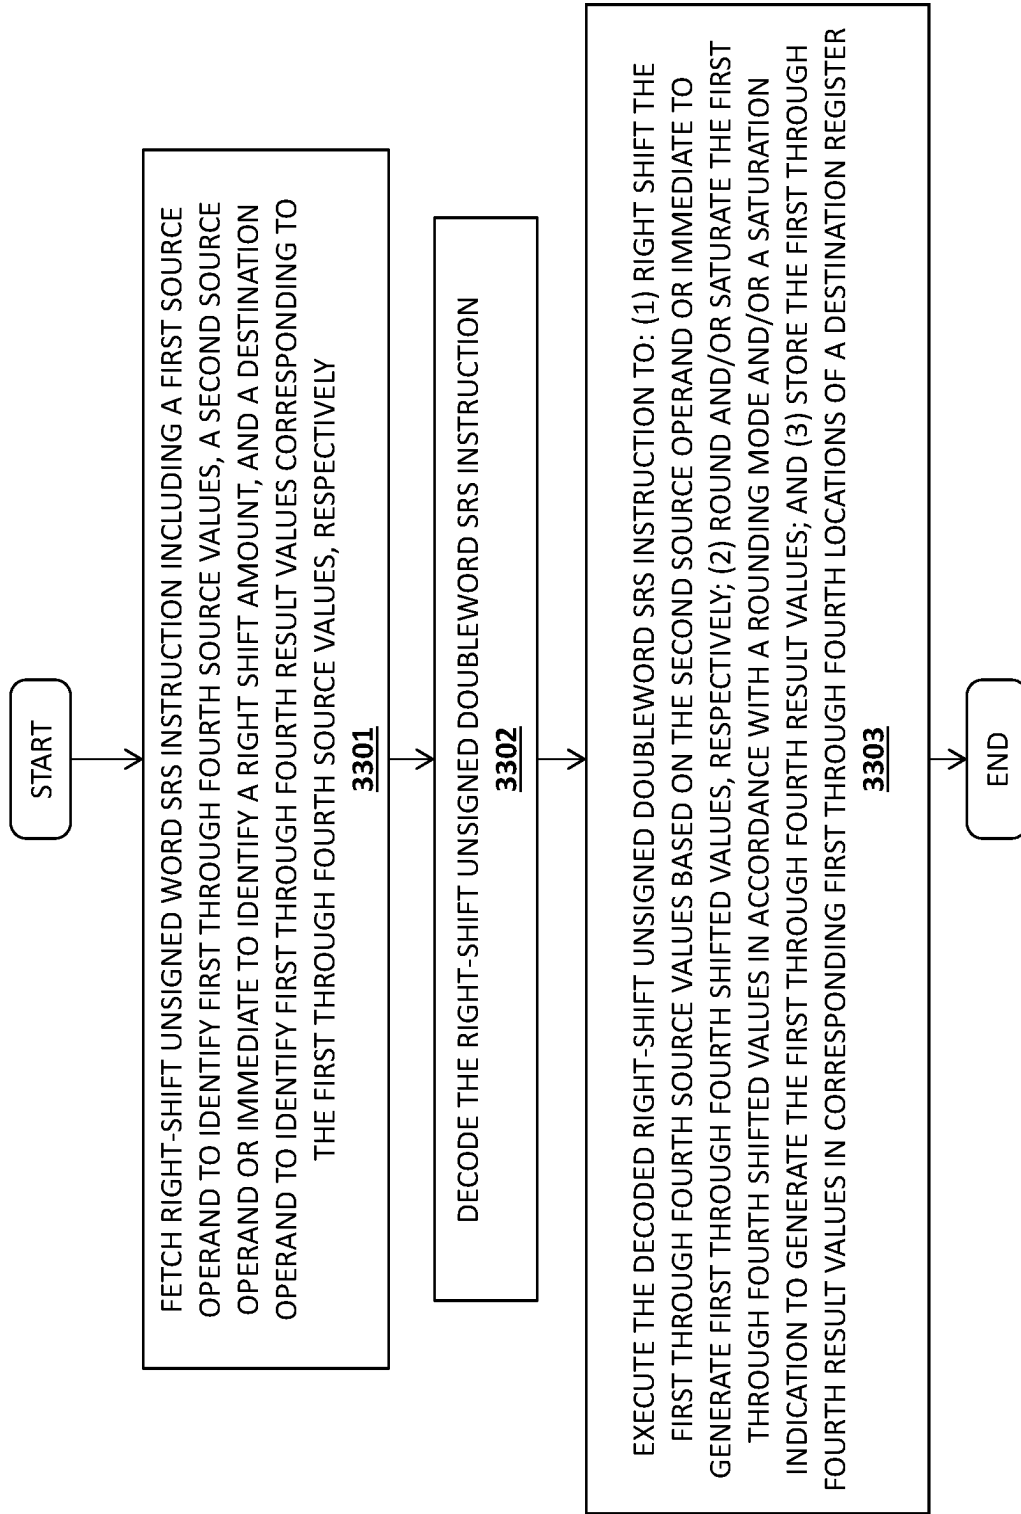 START
FETCH RIGHT-SHIFT UNSIGNED WORD SRS INSTRUCTION INCLUDING A FIRST SOURCE
OPERAND TO IDENTIFY FIRST THROUGH FOURTH SOURCE VALUES, A SECOND SOURCE
OPERAND OR IMMEDIATE TO IDENTIFY A RIGHT SHIFT AMOUNT, AND A DESTINATION
OPERAND TO IDENTIFY FIRST THROUGH FOURTH RESULT VALUES CORRESPONDING TO
THE FIRST THROUGH FOURTH SOURCE VALUES, RESPECTIVELY
3301
DECODE THE RIGHT-SHIFT UNSIGNED DOUBLEWORD SRS INSTRUCTION
3302
EXECUTE THE DECODED RIGHT-SHIFT UNSIGNED DOUBLEWORD SRS INSTRUCTION TO: (1) RIGHT SHIFT THE
FIRST THROUGH FOURTH SOURCE VALUES BASED ON THE SECOND SOURCE OPERAND OR IMMEDIATE TO
GENERATE FIRST THROUGH FOURTH SHIFTED VALUES, RESPECTIVELY; (2) ROUND AND/OR SATURATE THE FIRST
THROUGH FOURTH SHIFTED VALUES IN ACCORDANCE WITH A ROUNDING MODE AND/OR A SATURATION
INDICATION TO GENERATE THE FIRST THROUGH FOURTH RESULT VALUES; AND (3) STORE THE FIRST THROUGH
FOURTH RESULT VALUES IN CORRESPONDING FIRST THROUGH FOURTH LOCATIONS OF A DESTINATION REGISTER
3303
END